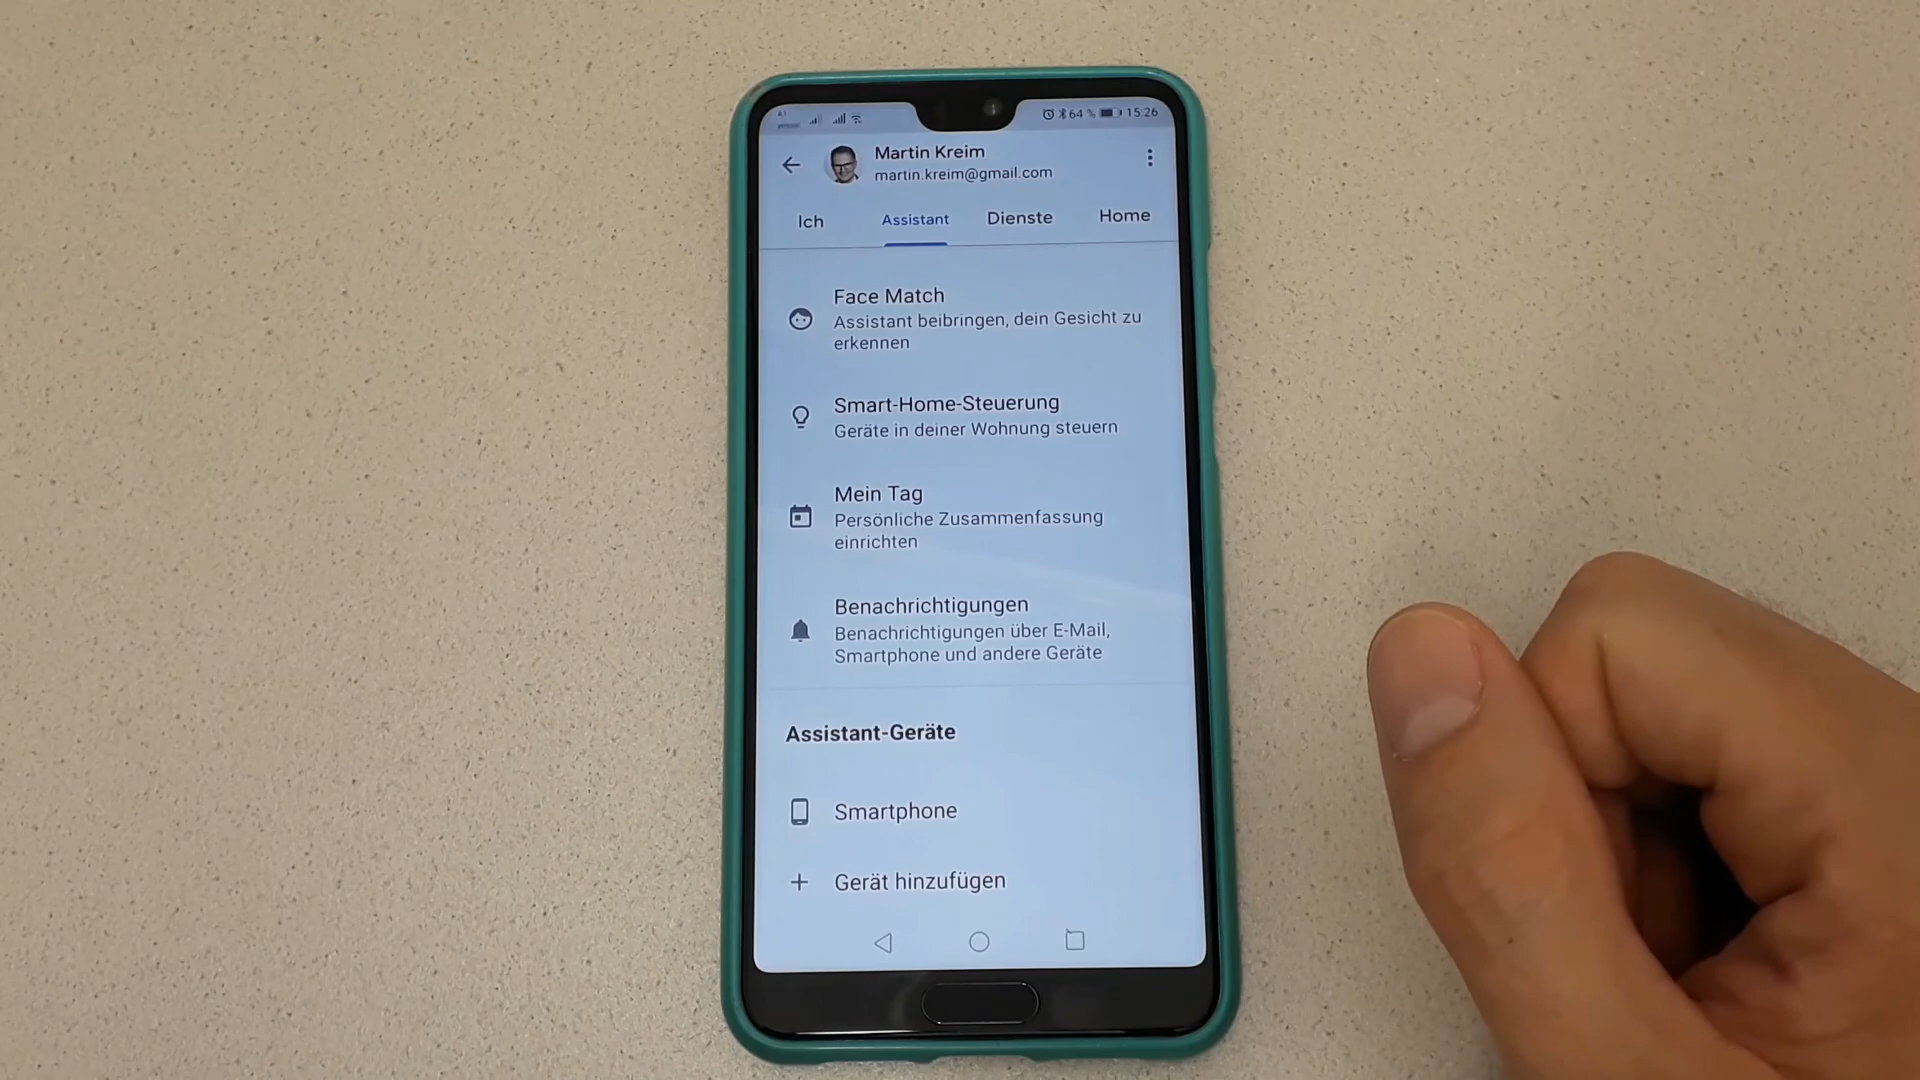 A1
64 % 15:26
Martin Kreim
martin.kreim@gmail.com
Ich Assistant Dienste Home
Face Match
Assistant beibringen, dein Gesicht zu
erkennen
Smart-Home-Steuerung
Geräte in deiner Wohnung steuern
Mein Tag
Persönliche Zusammenfassung
einrichten
Benachrichtigungen
Benachrichtigungen über E-Mail,
Smartphone und andere Geräte
Assistant-Geräte
Smartphone
Gerät hinzufügen